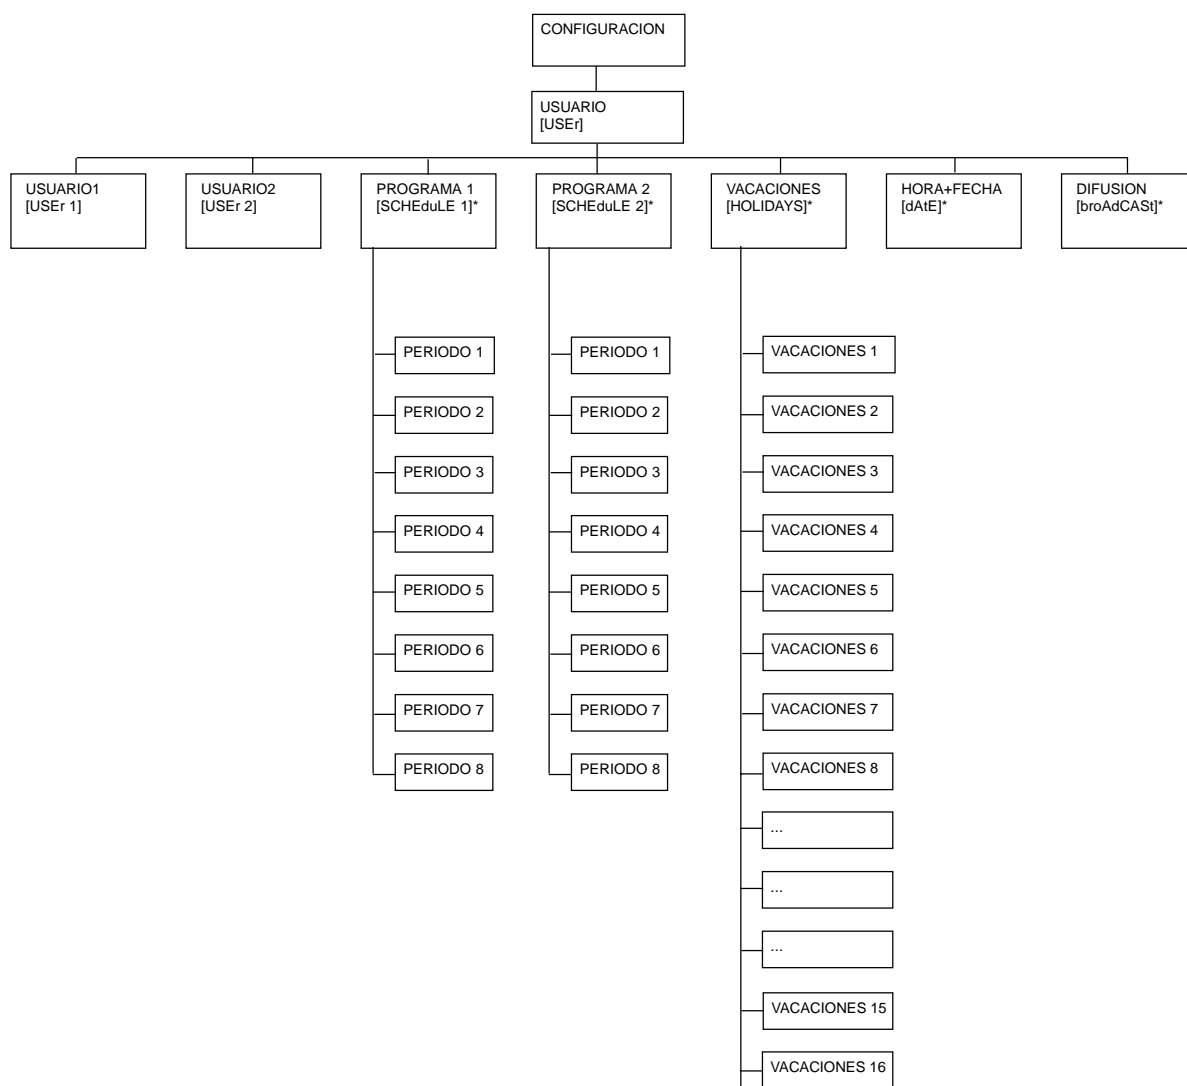 CONFIGURACION
USUARIO
[USEr]
USUARIO1
[USEr 1]
USUARIO2
[USEr 2]
PROGRAMA 1
[SCHEduLE 1]*
PROGRAMA 2
[SCHEduLE 2]*
VACACIONES
[HOLIDAYS]*
HORA+FECHA
[dAtE]*
DIFUSION
[broAdCASt]*
PERIODO 1
PERIODO 2
PERIODO 3
PERIODO 4
PERIODO 5
PERIODO 6
PERIODO 7
PERIODO 8
PERIODO 1
PERIODO 2
PERIODO 3
PERIODO 4
PERIODO 5
PERIODO 6
PERIODO 7
PERIODO 8
VACACIONES 1
VACACIONES 2
VACACIONES 3
VACACIONES 4
VACACIONES 5
VACACIONES 6
VACACIONES 7
VACACIONES 8
...
...
...
VACACIONES 15
VACACIONES 16